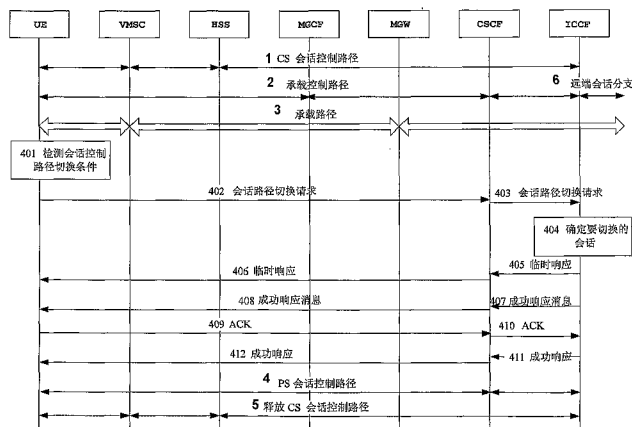 UE VMSC HSS MGCF MGW CSCF ICCF
1 CS 会话控制路径
2 承载控制路径
6 远端会话分支
3 承载路径
401 检测会话控制
路径切换条件
402 会话路径切换请求
403 会话路径切换请求
404 确定要切换的
会话
405 临时响应
406 临时响应
407 成功响应消息
408 成功响应消息
409 ACK
410 ACK
411 成功响应
412 成功响应
4 PS 会话控制路径
5 释放 CS 会话控制路径